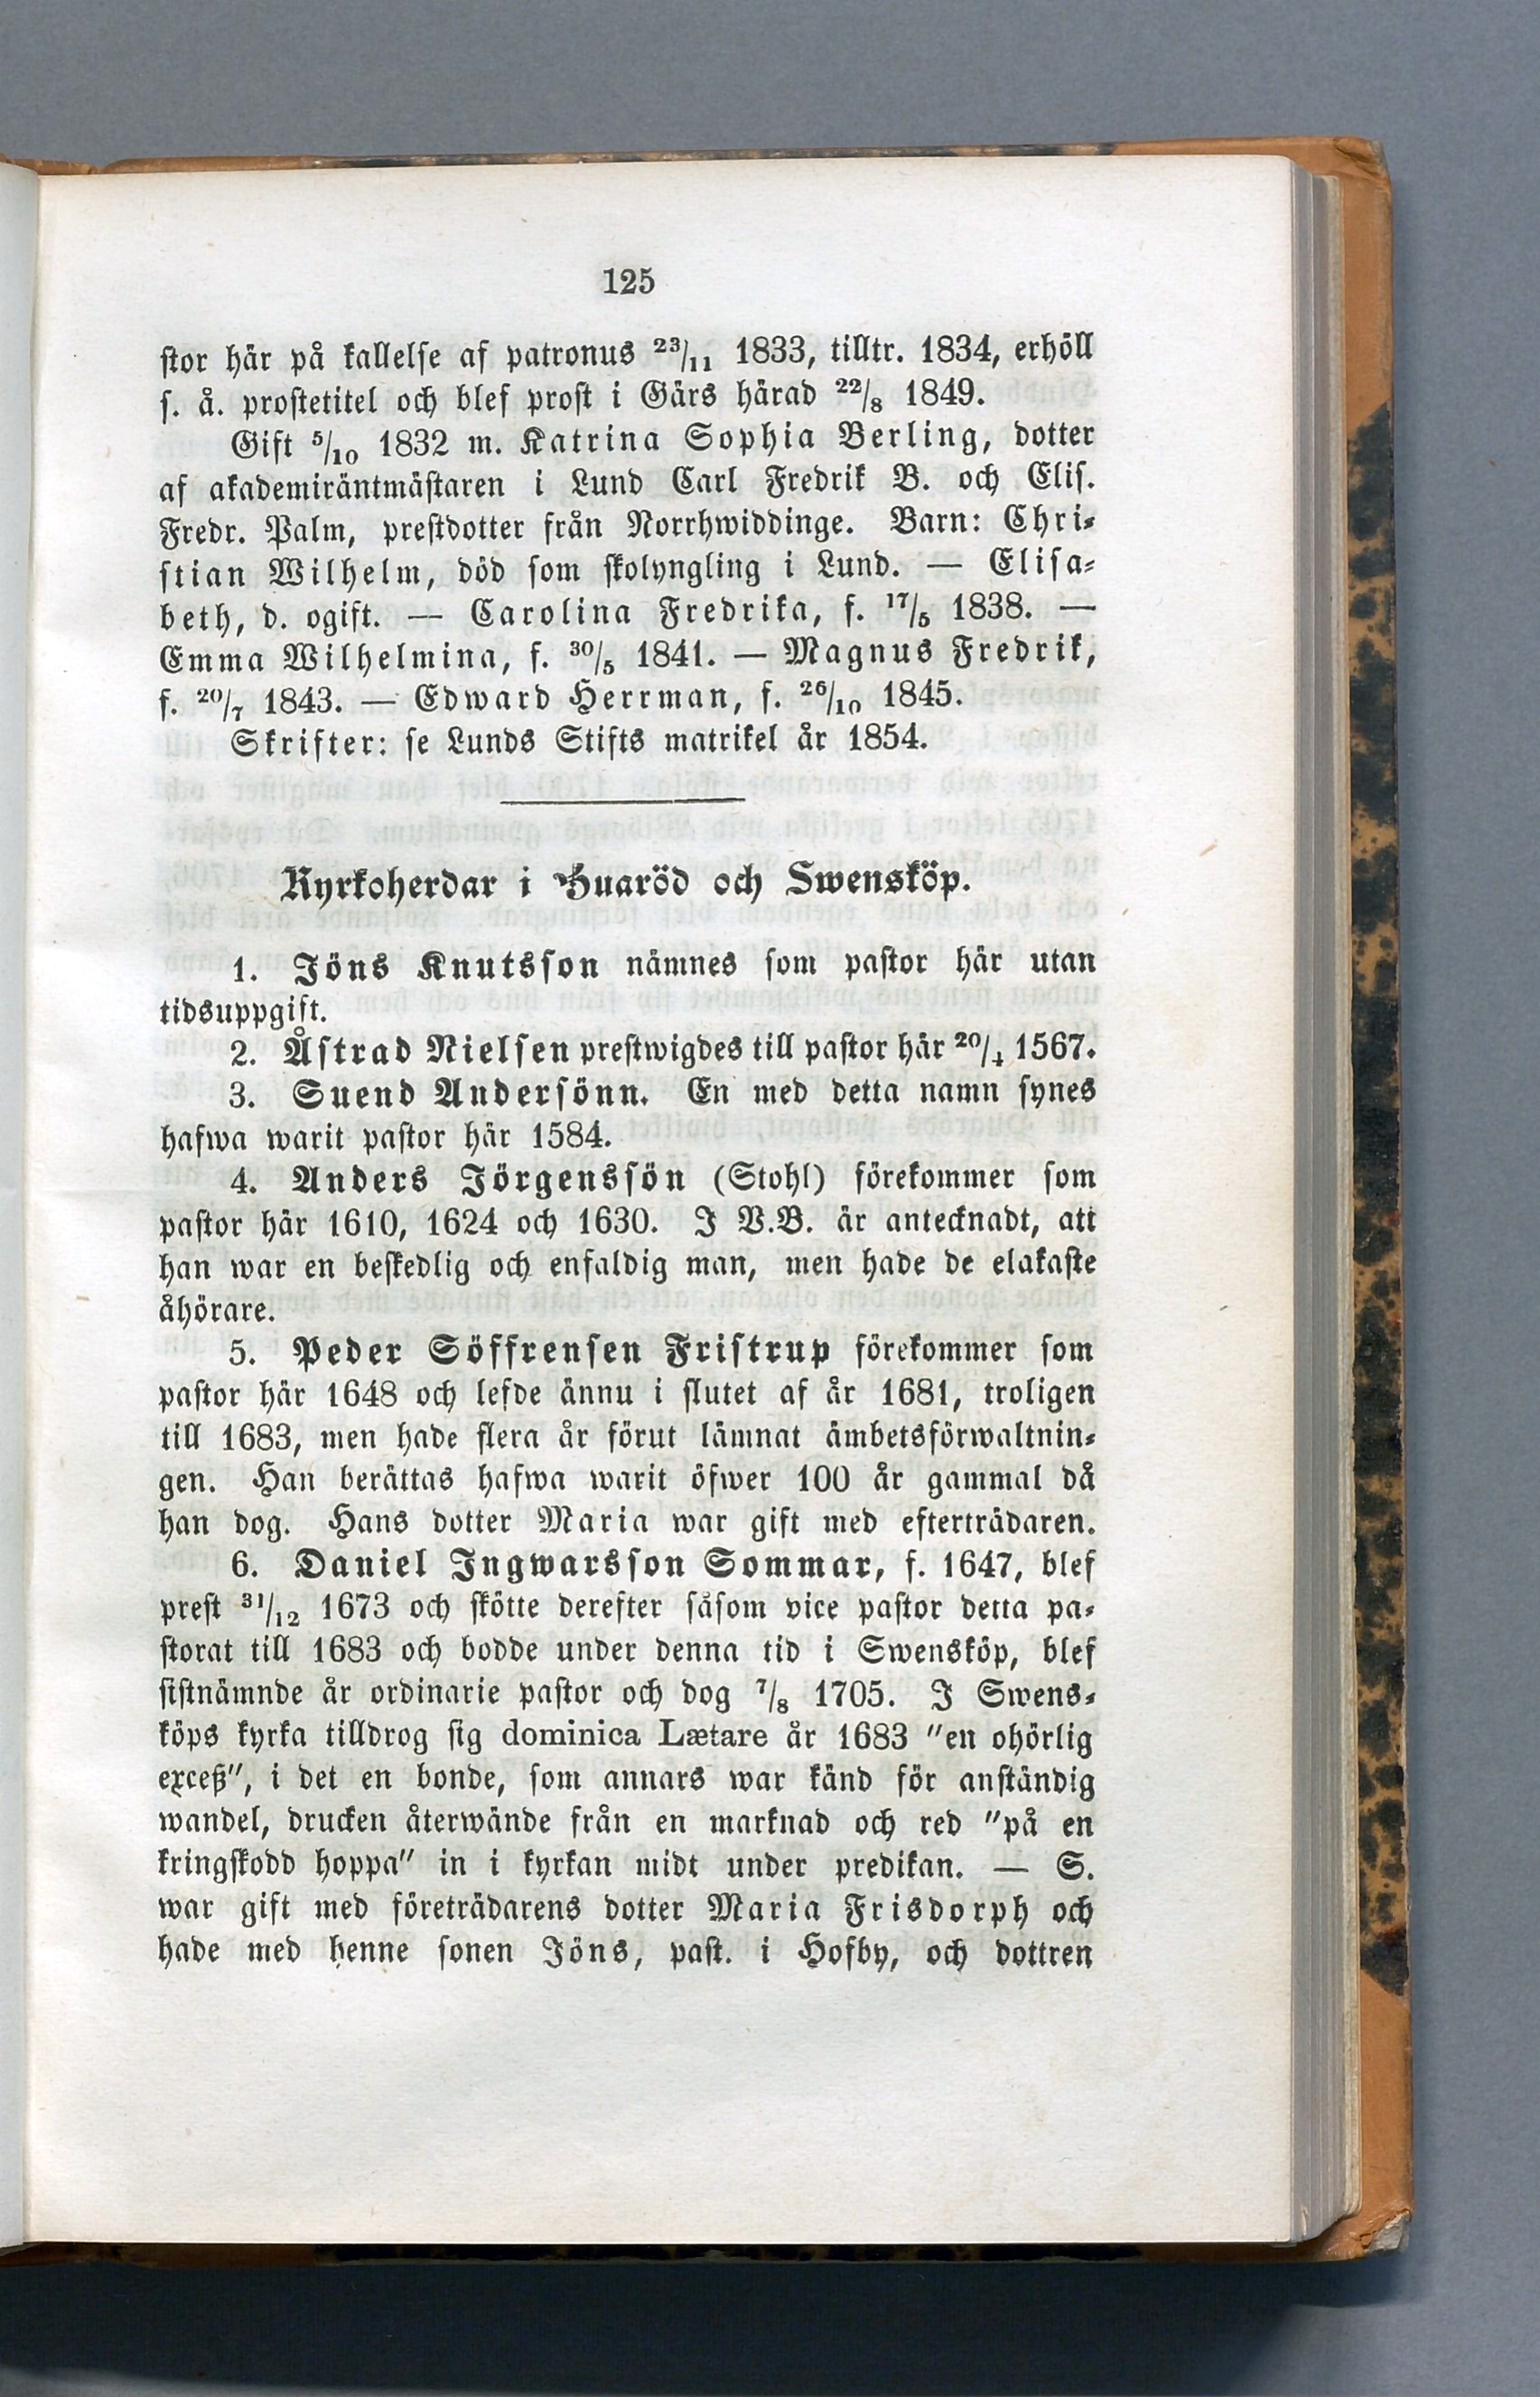 125
stor här på kallelse af patronus 23/11 1833, tilltr. 1834, erhöll
s. å. prostetitel och blef prost i Gärs härad 22/8 1849.
Gift 5/10 1832 m. Katrina Sophia Berling, dotter
af akademiräntmästaren i Lund Carl Fredrik B. och Elis.
Fredr. Palm, prestdotter från Norrhwiddinge. Barn: Chri-
stian Wilhelm, död som skolyngling i Lund. — Elisa-
beth, d. ogift. — Carolina Fredrika, f. 17/5 1838. —
Emma Wilhelmina, f. 30/5 1841. — Magnus Fredrik,
f. 20/7 1843. — Edward Herrman, f. 26/10 1845.
Skrifter: se Lunds Stifts matrikel år 1854.
Kyrkoherdar i Huaröd och Swensköp.
1. Jöns Knutsson nämnes som pastor här utan
tidsuppgift.
2. Åstrad Nielsen prestwigdes till pastor här 20/4 1567.
3. Suend Andersönn. En med detta namn synes
hafwa warit pastor här 1584.
4. Anders Jörgenssön (Stohl) förekommer som
pastor här 1610, 1624 och 1630. I V.B. är antecknadt, att
han war en beskedlig och enfaldig man, men hade de elakaste
åhörare.
5. Peder Söffrensen Fristrup förekommer som
pastor här 1648 och lefde ännu i slutet af år 1681, troligen
till 1683, men hade flera år förut lämnat ämbetsförwaltnin-
gen. Han berättas hafwa warit öfwer 100 år gammal då
han dog. Hans dotter Maria war gift med efterträdaren.
6. Daniel Ingwarsson Sommar, f. 1647, blef
prest 31/12 1673 och skötte derefter såsom vice pastor detta pa-
storat till 1683 och bodde under denna tid i Swensköp, blef
sistnämnde år ordinarie pastor och dog 7/8 1705. I Swens-
köps kyrka tilldrog sig dominica Lætare år 1683 "en ohörlig
exceß", i det en bonde, som annars war känd för anständig
wandel, drucken återwände från en marknad och red "på en
kringskodd hoppa" in i kyrkan midt under predikan. — S.
war gift med företrädarens dotter Maria Frisdorph och
hade med henne sonen Jöns, past. i Hofby, och dottren